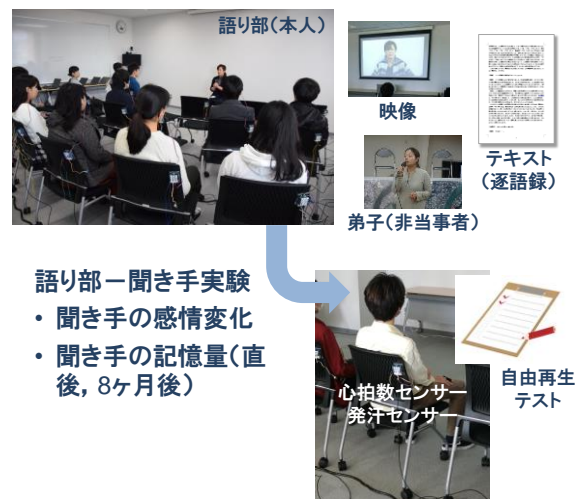 語り部（本人）
映像
テキスト
（逐語録）
弟子（非当事者）
語り部－聞き手実験
• 聞き手の感情変化
• 聞き手の記憶量（直
後，8ヶ月後）
心拍数センサー
発汗センサー
自由再生
テスト